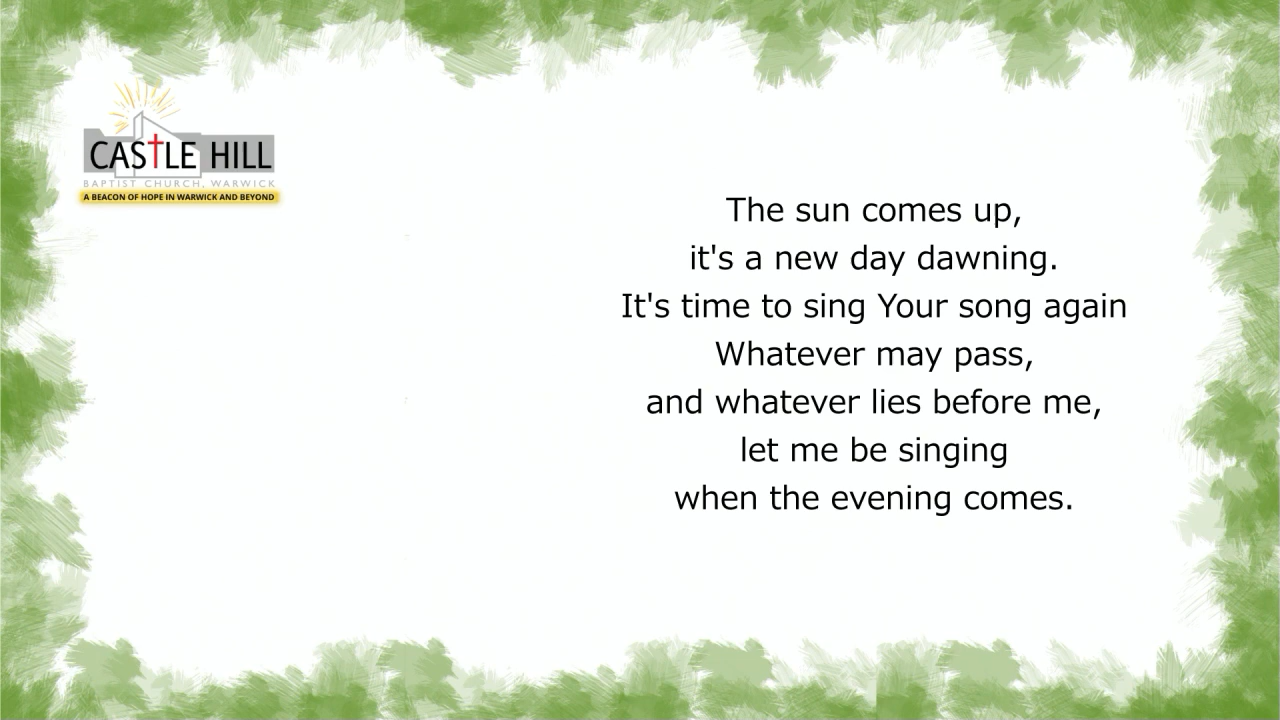 CASTLE HILL
BAPTIST CHURCH, WARWICK
A BEACON OF HOPE IN WARWICK AND BEYOND
The sun comes up,
it's a new day dawning.
It's time to sing Your song again
Whatever may pass,
and whatever lies before me,
let me be singing
when the evening comes.